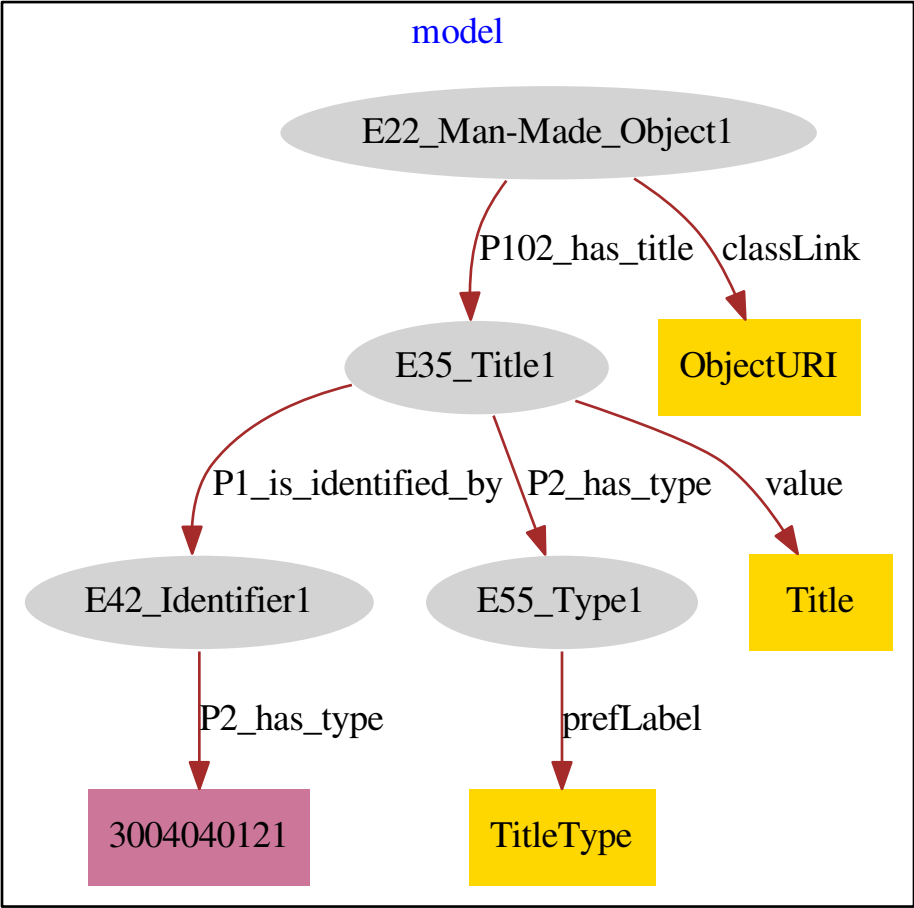 model
E22_Man-Made_Object1
P102_has_title
classLink
E35_Title1
ObjectURI
P1_is_identified_by
P2_has_type
value
E42_Identifier1
E55_Type1
Title
P2_has_type
prefLabel
3004040121
TitleType